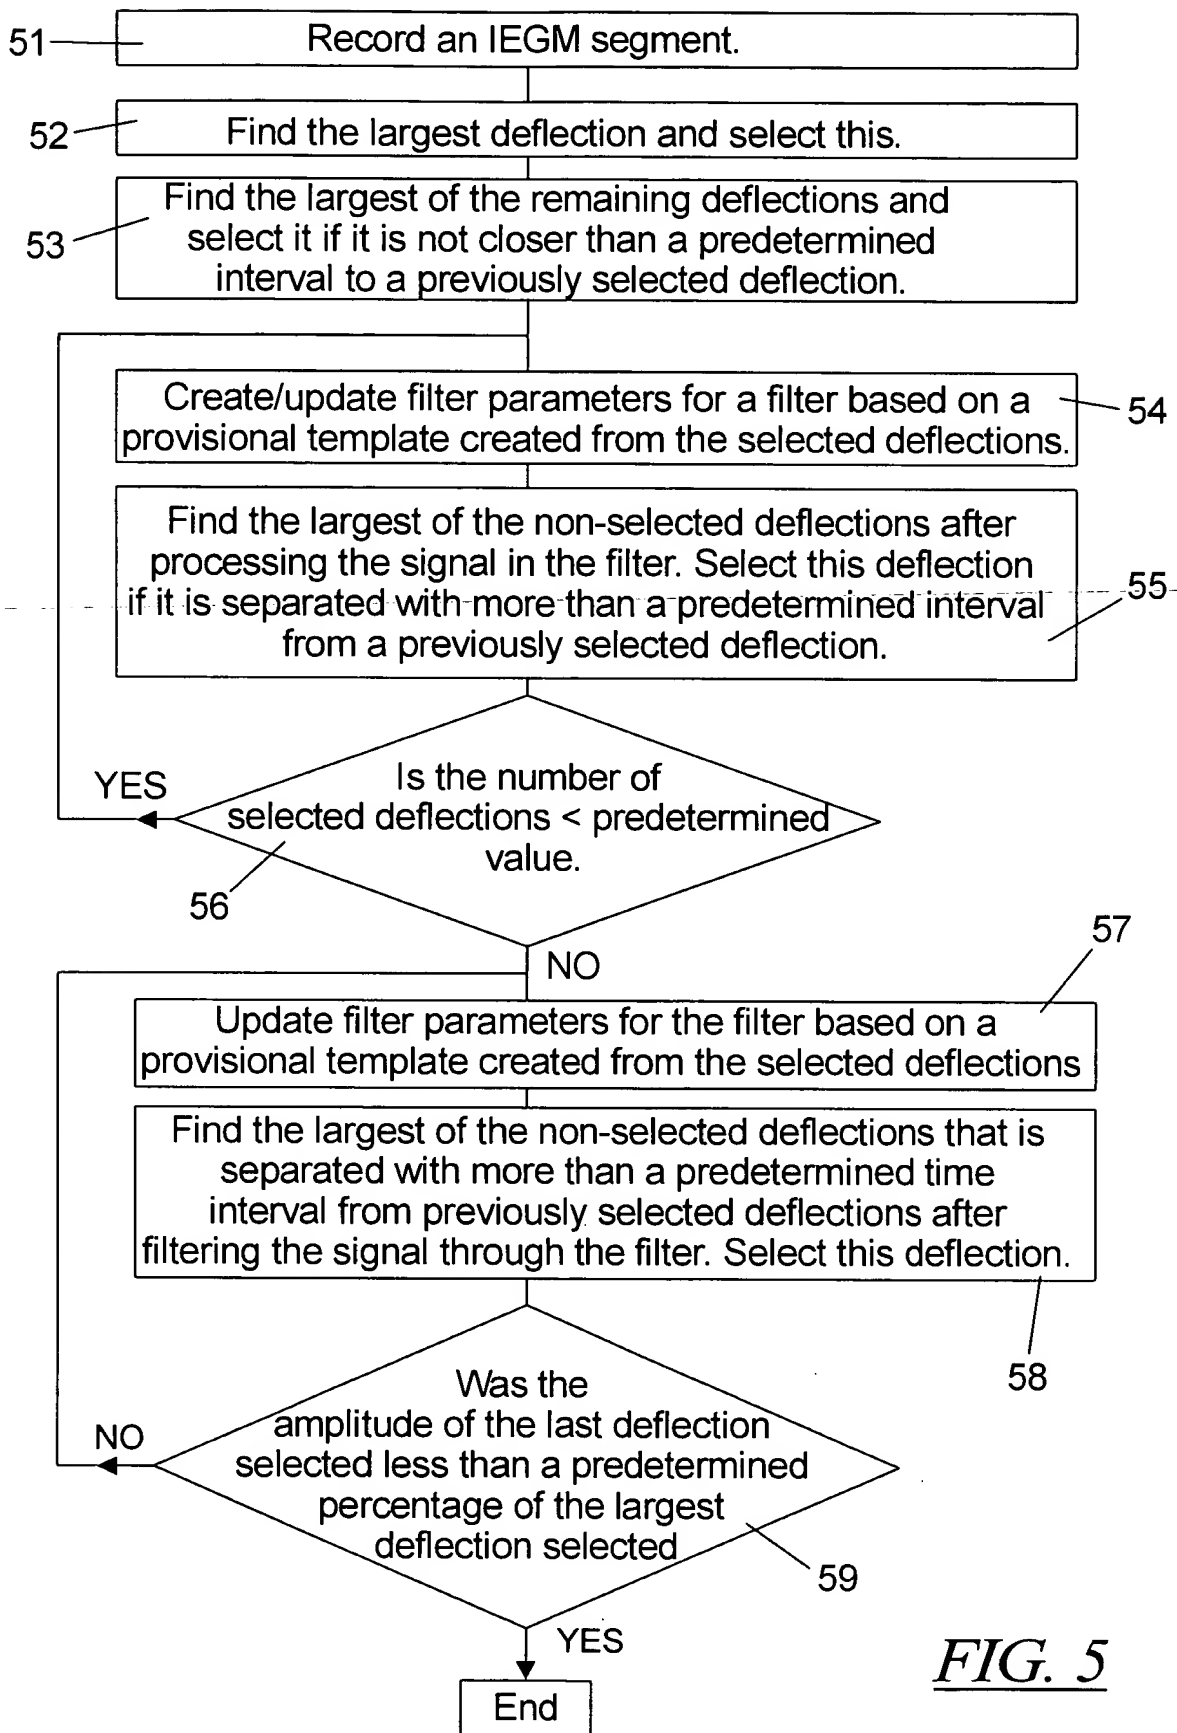 51
Record an IEGM segment.
52
Find the largest deflection and select this.
53
Find the largest of the remaining deflections and
select it if it is not closer than a predetermined
interval to a previously selected deflection.
Create/update filter parameters for a filter based on a
provisional template created from the selected deflections.
54
Find the largest of the non-selected deflections after
processing the signal in the filter. Select this deflection
if it is separated with more than a predetermined interval
from a previously selected deflection.
55
YES
Is the number of
selected deflections < predetermined
value.
56
NO
57
Update filter parameters for the filter based on a
provisional template created from the selected deflections
Find the largest of the non-selected deflections that is
separated with more than a predetermined time
interval from previously selected deflections after
filtering the signal through the filter. Select this deflection.
58
NO
Was the
amplitude of the last deflection
selected less than a predetermined
percentage of the largest
deflection selected
59
YES
End
FIG. 5